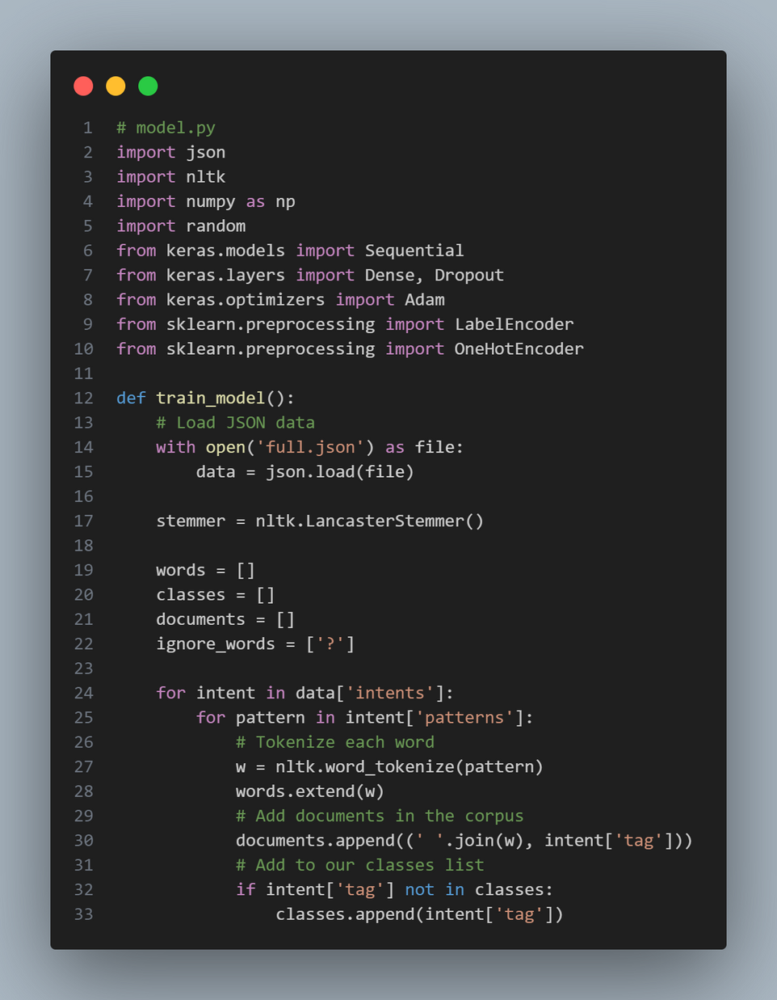 1 # model.py
2 import json
3 import nltk
4 import numpy as np
5 import random
6 from keras.models import Sequential
7 from keras.layers import Dense, Dropout
8 from keras.optimizers import Adam
9 from sklearn.preprocessing import LabelEncoder
10 from sklearn.preprocessing import OneHotEncoder
11
12 def train_model():
13     # Load JSON data
14     with open('full.json') as file:
15         data = json.load(file)
16
17     stemmer = nltk.LancasterStemmer()
18
19     words = []
20     classes = []
21     documents = []
22     ignore_words = ['?']
23
24     for intent in data['intents']:
25         for pattern in intent['patterns']:
26             # Tokenize each word
27             w = nltk.word_tokenize(pattern)
28             words.extend(w)
29             # Add documents in the corpus
30             documents.append((' '.join(w), intent['tag']))
31             # Add to our classes list
32             if intent['tag'] not in classes:
33                 classes.append(intent['tag'])